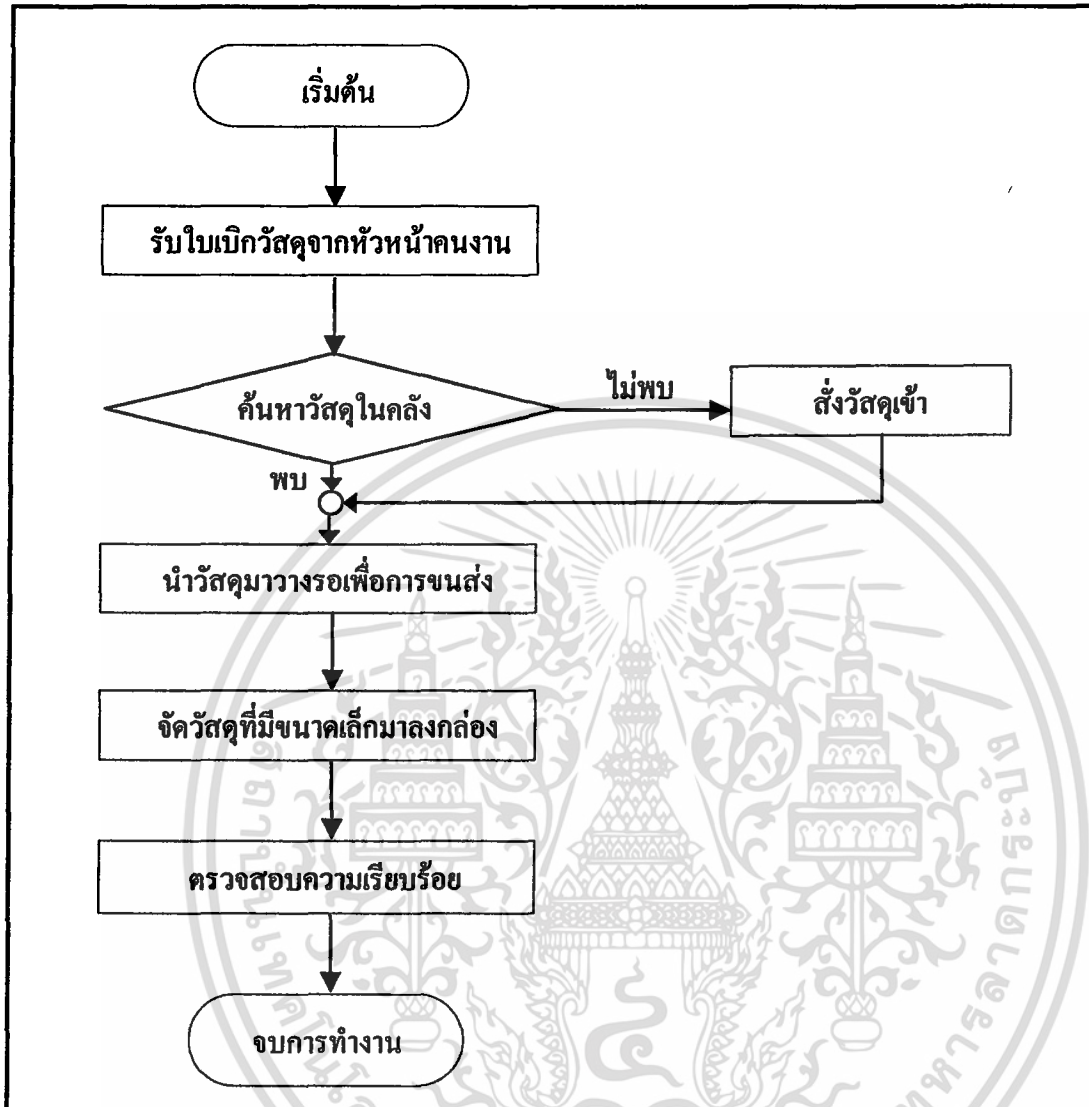 เริ่มต้น
รับใบเบิกวัสดุจากหัวหน้าคนงาน
ค้นหาวัสดุในคลัง
ไม่พบ
สั่งวัสดุเข้า
พบ
นำวัสดุมาวางรอเพื่อการขนส่ง
จัดวัสดุที่มีขนาดเล็กมาลงกล่อง
ตรวจสอบความเรียบร้อย
จบการทำงาน